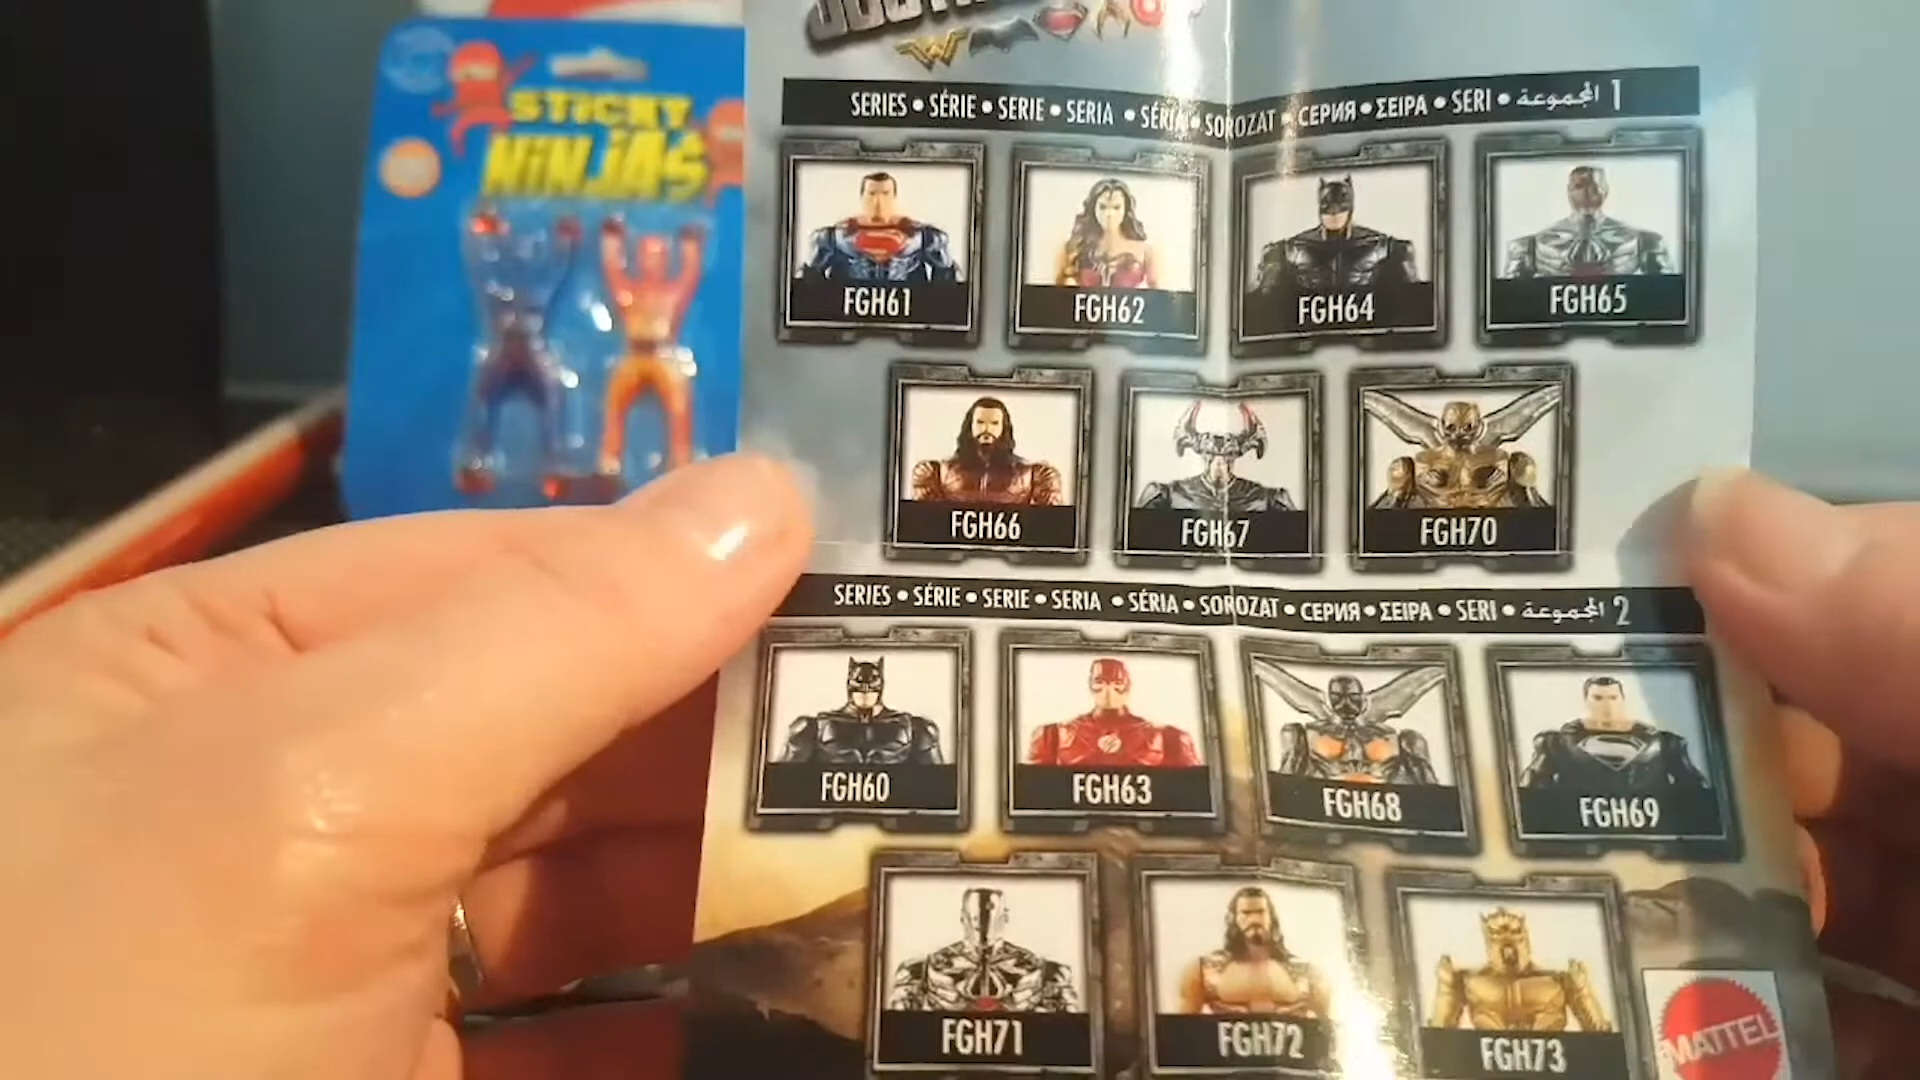 STICKY
NINJAS
SERIES • SÉRIE • SERIE • SERIA • SÉRIA • SOROZAT • СЕРИЯ • ΣΕΙΡΑ • SERI • المجموعة 1
FGH61
FGH62
FGH64
FGH65
FGH66
FGH67
FGH70
SERIES • SÉRIE • SERIE • SERIA • SÉRIA • SOROZAT • СЕРИЯ • ΣΕΙΡΑ • SERI • المجموعة 2
FGH60
FGH63
FGH68
FGH69
FGH71
FGH72
FGH73
MATTEL